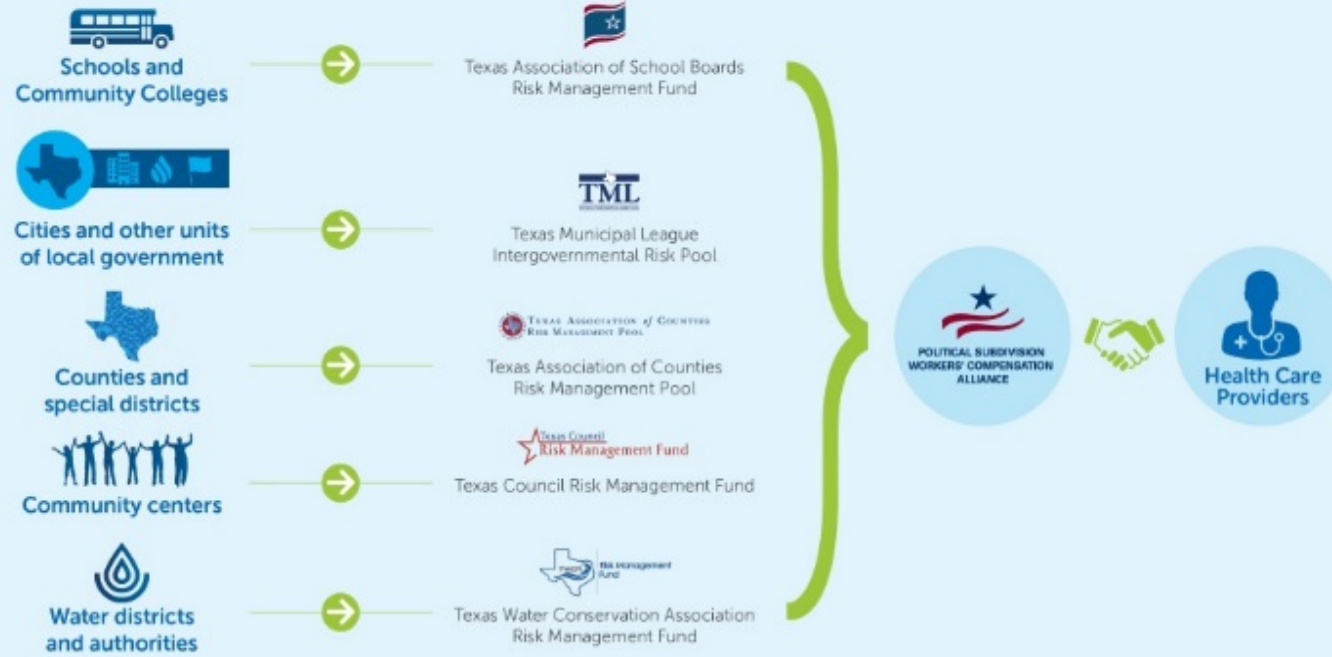 Schools and
Community Colleges
Texas Association of School Boards
Risk Management Fund
Cities and other units
of local government
TML
Texas Municipal League
Intergovernmental Risk Pool
Counties and
special districts
TEXAS ASSOCIATION of COUNTIES
RISK MANAGEMENT POOL
Texas Association of Counties
Risk Management Pool
Community centers
Texas Council
Risk Management Fund
Texas Council Risk Management Fund
Water districts
and authorities
Risk Management
Fund
Texas Water Conservation Association
Risk Management Fund
POLITICAL SUBDIVISION
WORKERS' COMPENSATION
ALLIANCE
Health Care
Providers